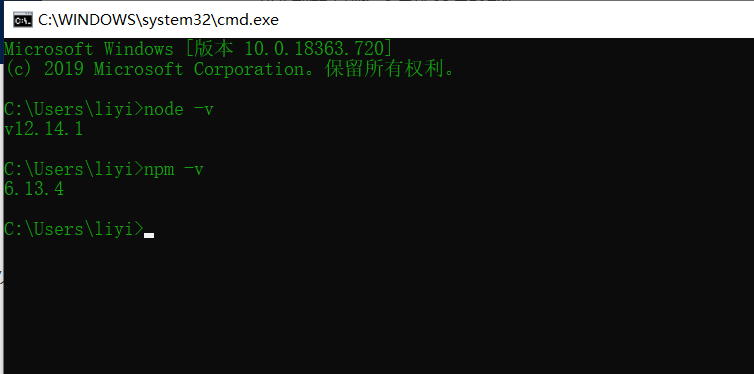 C:\WINDOWS\system32\cmd.exe
Microsoft Windows [版本 10.0.18363.720]
(c) 2019 Microsoft Corporation。保留所有权利。
C:\Users\liyi>node -v
v12.14.1
C:\Users\liyi>npm -v
6.13.4
C:\Users\liyi>